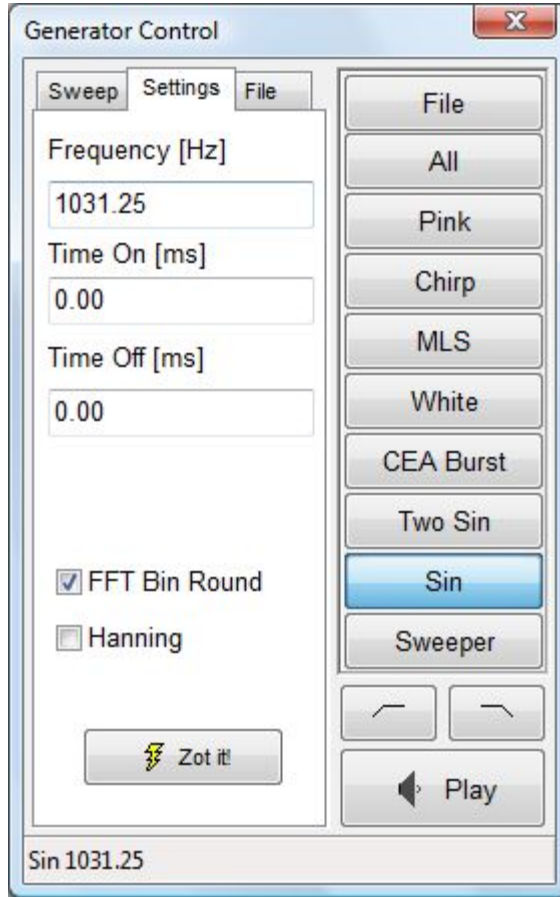 Generator Control
Sweep Settings File
Frequency [Hz]
1031.25
Time On [ms]
0.00
Time Off [ms]
0.00
FFT Bin Round
Hanning
Zot it!
File
All
Pink
Chirp
MLS
White
CEA Burst
Two Sin
Sin
Sweeper
Play
Sin 1031.25